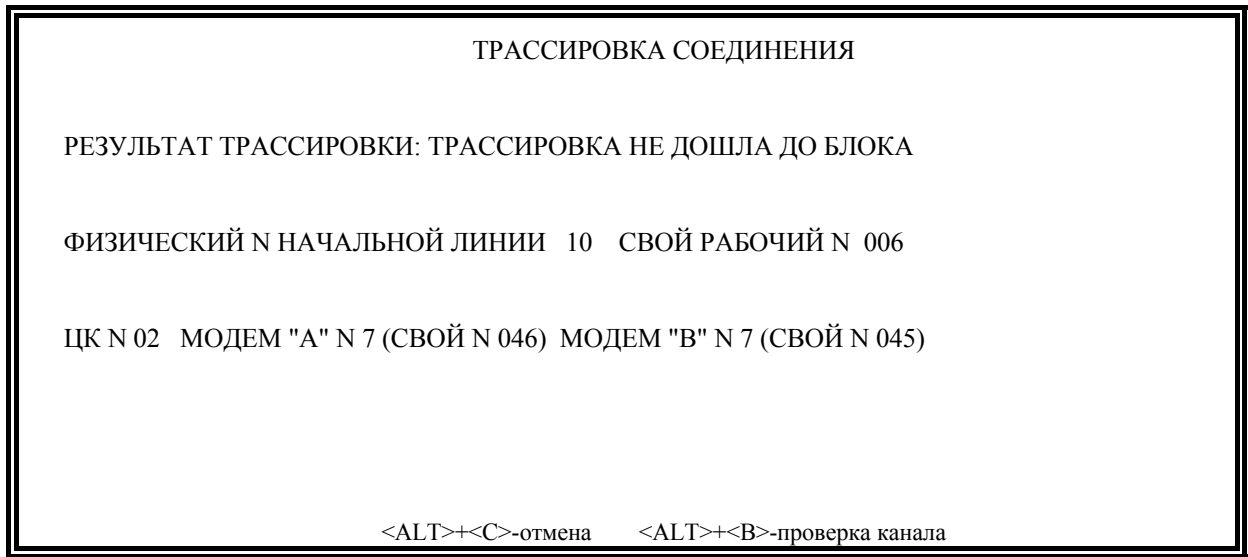 ТРАССИРОВКА СОЕДИНЕНИЯ
РЕЗУЛЬТАТ ТРАССИРОВКИ: ТРАССИРОВКА НЕ ДОШЛА ДО БЛОКА
ФИЗИЧЕСКИЙ N НАЧАЛЬНОЙ ЛИНИИ 10 СВОЙ РАБОЧИЙ N 006
ЦК N 02 МОДЕМ "А" N 7 (СВОЙ N 046) МОДЕМ "В" N 7 (СВОЙ N 045)
<ALT>+<C>-отмена <ALT>+<B>-проверка канала